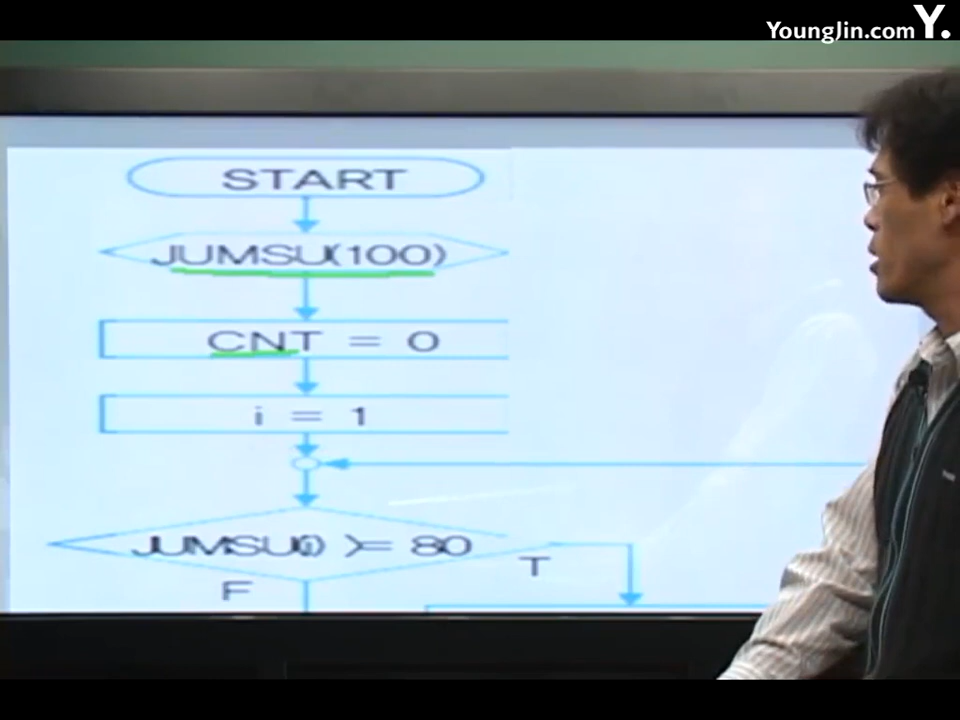 YoungJin.com Y.
START
JUMSU(100)
CNT = 0
i = 1
JUMSU(i) >= 80
T
F